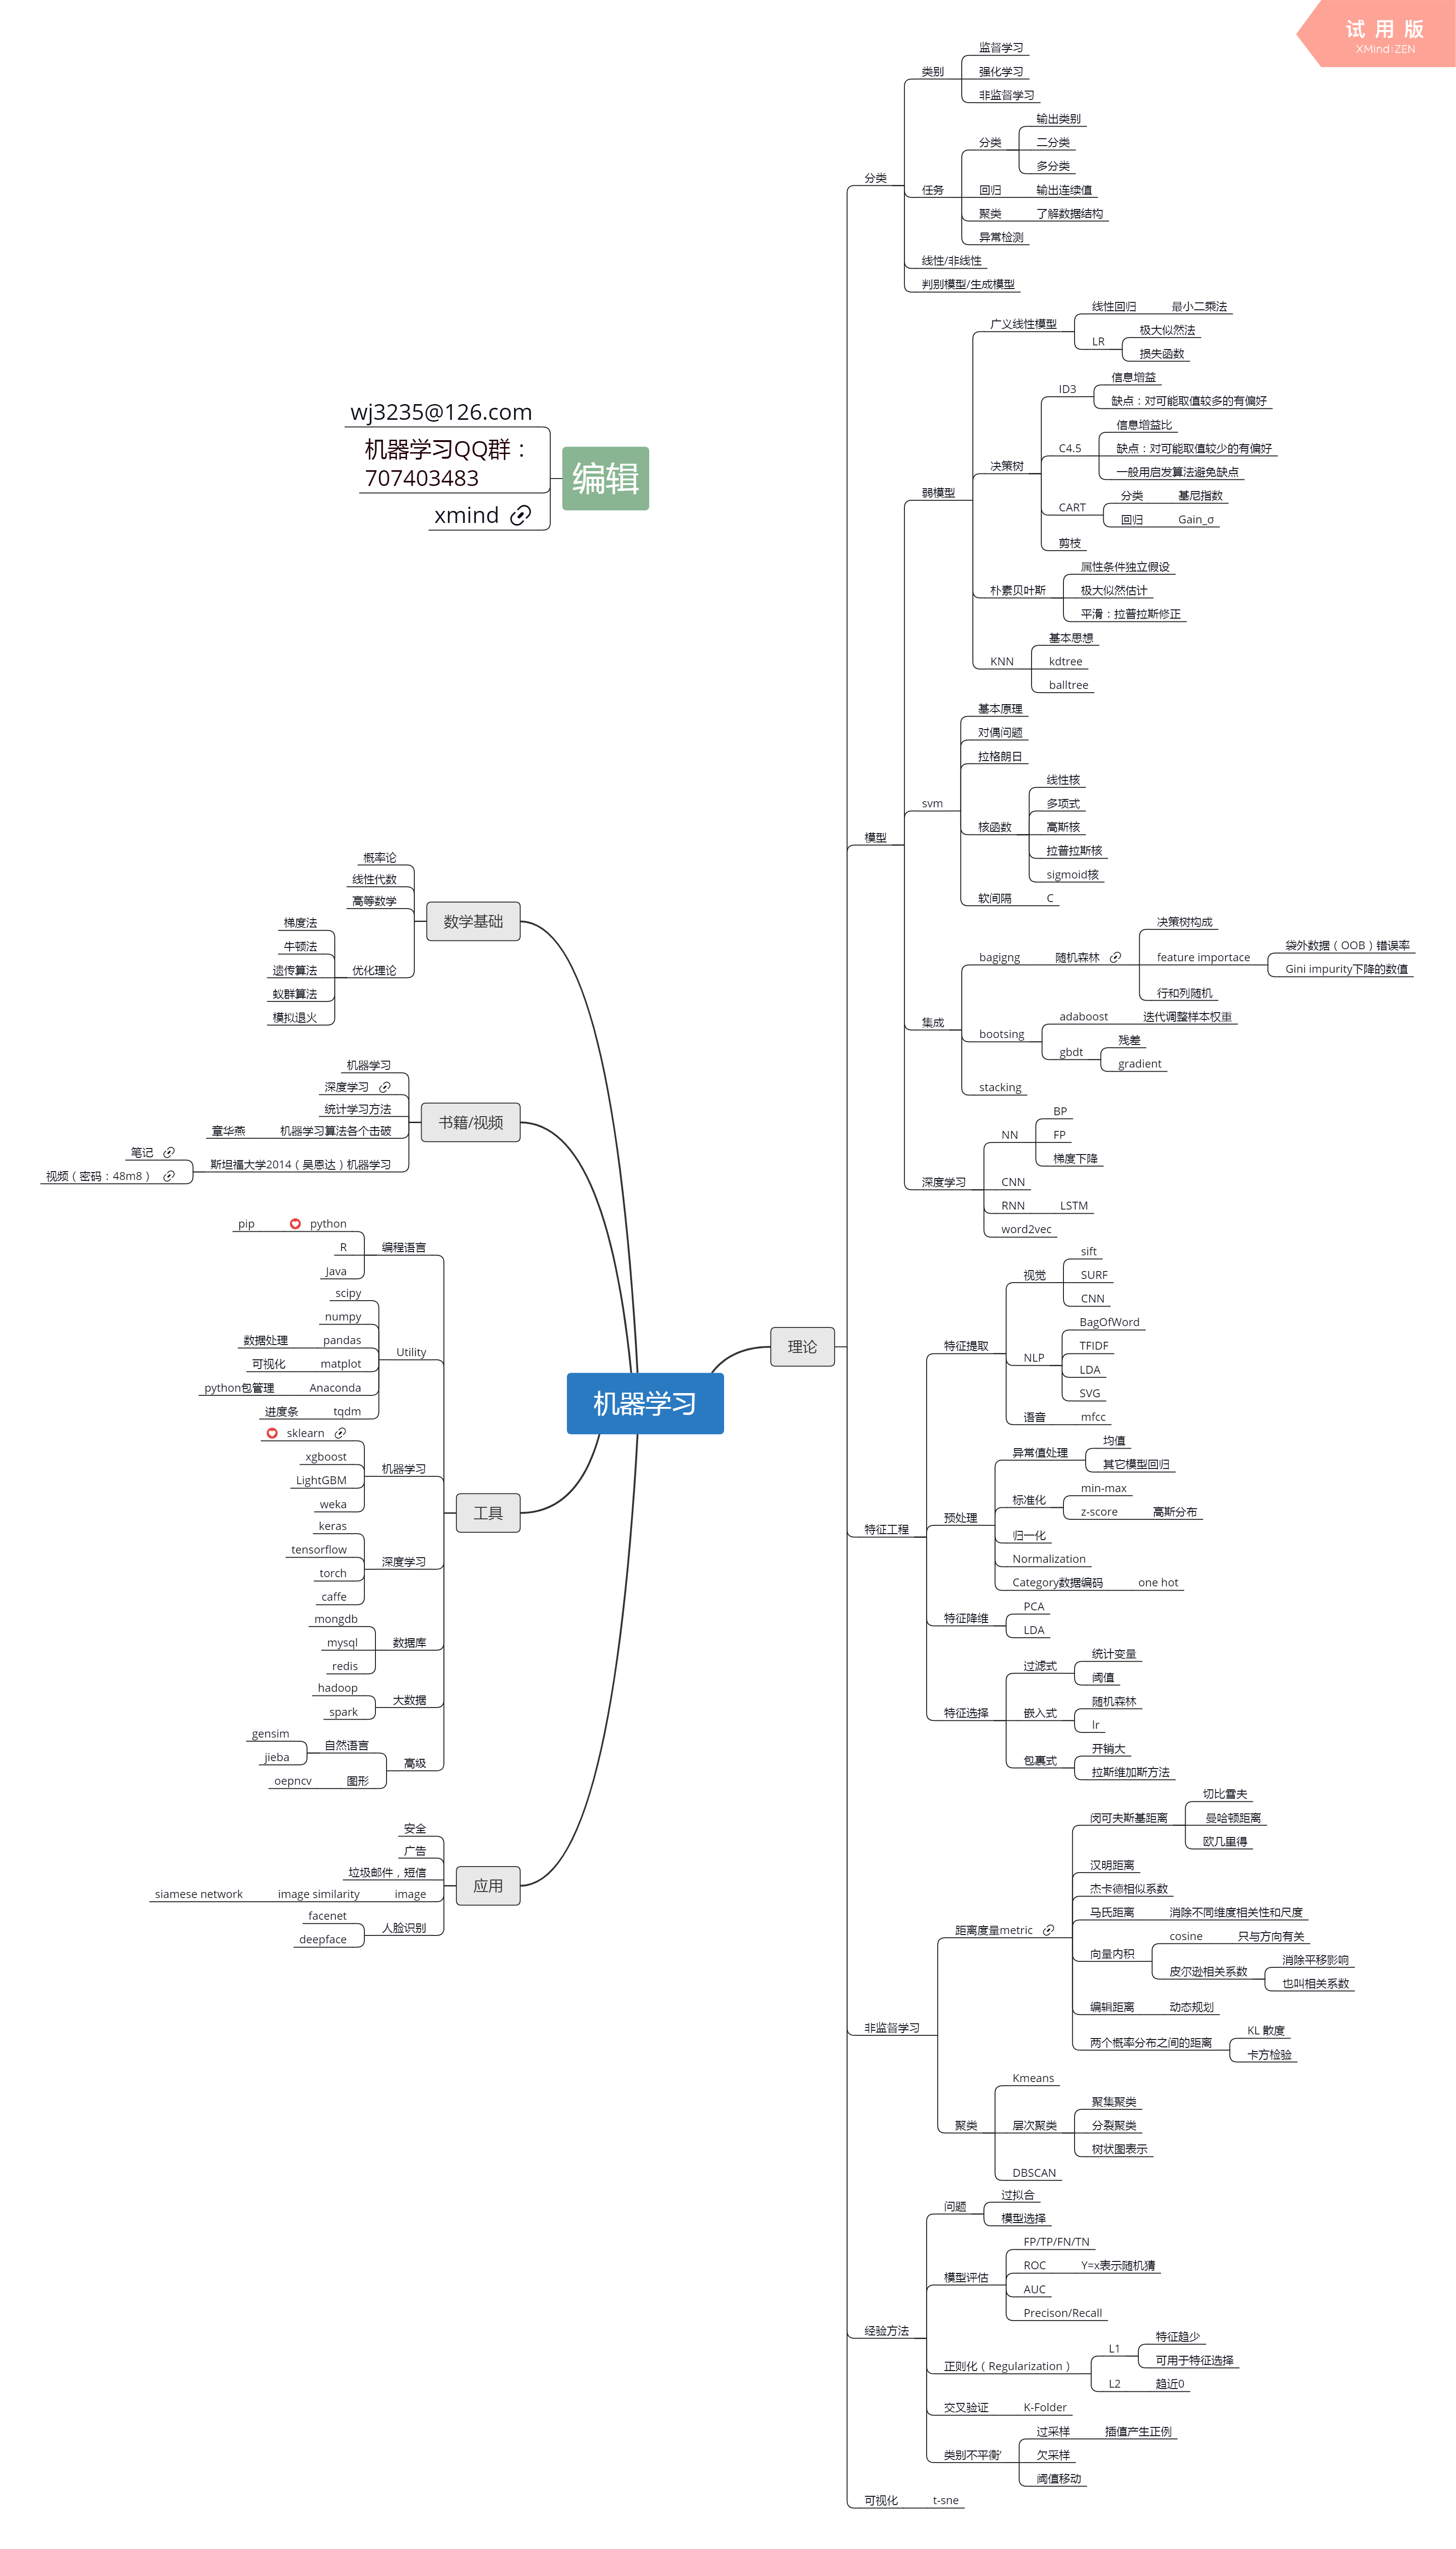 试用版
XMind:ZEN
wj3235@126.com
机器学习QQ群：
707403483
xmind
编辑
机器学习
数学基础
概率论
线性代数
高等数学
优化理论
梯度法
牛顿法
遗传算法
蚁群算法
模拟退火
书籍/视频
机器学习
深度学习
统计学习方法
机器学习算法各个击破
章华燕
斯坦福大学2014（吴恩达）机器学习
笔记
视频（密码：48m8）
工具
编程语言
python
pip
R
Java
Utility
scipy
numpy
pandas
数据处理
matplot
可视化
Anaconda
python包管理
tqdm
进度条
机器学习
sklearn
xgboost
LightGBM
weka
深度学习
keras
tensorflow
torch
caffe
数据库
mongdb
mysql
redis
大数据
hadoop
spark
高级
自然语言
gensim
jieba
图形
oepncv
应用
安全
广告
垃圾邮件，短信
image
image similarity
siamese network
人脸识别
facenet
deepface
理论
分类
类别
监督学习
强化学习
非监督学习
任务
分类
输出类别
二分类
多分类
回归
输出连续值
聚类
了解数据结构
异常检测
线性/非线性
判别模型/生成模型
模型
弱模型
广义线性模型
线性回归
最小二乘法
LR
极大似然法
损失函数
决策树
ID3
信息增益
缺点：对可能取值较多的有偏好
C4.5
信息增益比
缺点：对可能取值较少的有偏好
一般用启发算法避免缺点
CART
分类
基尼指数
回归
Gain_σ
剪枝
朴素贝叶斯
属性条件独立假设
极大似然估计
平滑：拉普拉斯修正
KNN
基本思想
kdtree
balltree
svm
基本原理
对偶问题
拉格朗日
核函数
线性核
多项式
高斯核
拉普拉斯核
sigmoid核
软间隔
C
集成
bagigng
随机森林
决策树构成
feature importace
袋外数据（OOB）错误率
Gini impurity下降的数值
行和列随机
bootsing
adaboost
迭代调整样本权重
gbdt
残差
gradient
stacking
深度学习
NN
BP
FP
梯度下降
CNN
RNN
LSTM
word2vec
特征工程
特征提取
视觉
sift
SURF
CNN
NLP
BagOfWord
TFIDF
LDA
SVG
语音
mfcc
预处理
异常值处理
均值
其它模型回归
标准化
min-max
z-score
高斯分布
归一化
Normalization
Category数据编码
one hot
特征降维
PCA
LDA
特征选择
过滤式
统计变量
阈值
嵌入式
随机森林
lr
包裹式
开销大
拉斯维加斯方法
非监督学习
距离度量metric
闵可夫斯基距离
切比雪夫
曼哈顿距离
欧几里得
汉明距离
杰卡德相似系数
马氏距离
消除不同维度相关性和尺度
向量内积
cosine
只与方向有关
皮尔逊相关系数
消除平移影响
也叫相关系数
编辑距离
动态规划
两个概率分布之间的距离
KL 散度
卡方检验
聚类
Kmeans
层次聚类
聚集聚类
分裂聚类
树状图表示
DBSCAN
经验方法
问题
过拟合
模型选择
模型评估
FP/TP/FN/TN
ROC
Y=x表示随机猜
AUC
Precison/Recall
正则化（Regularization）
L1
特征趋少
可用于特征选择
L2
趋近0
交叉验证
K-Folder
类别不平衡'
过采样
插值产生正例
欠采样
阈值移动
可视化
t-sne